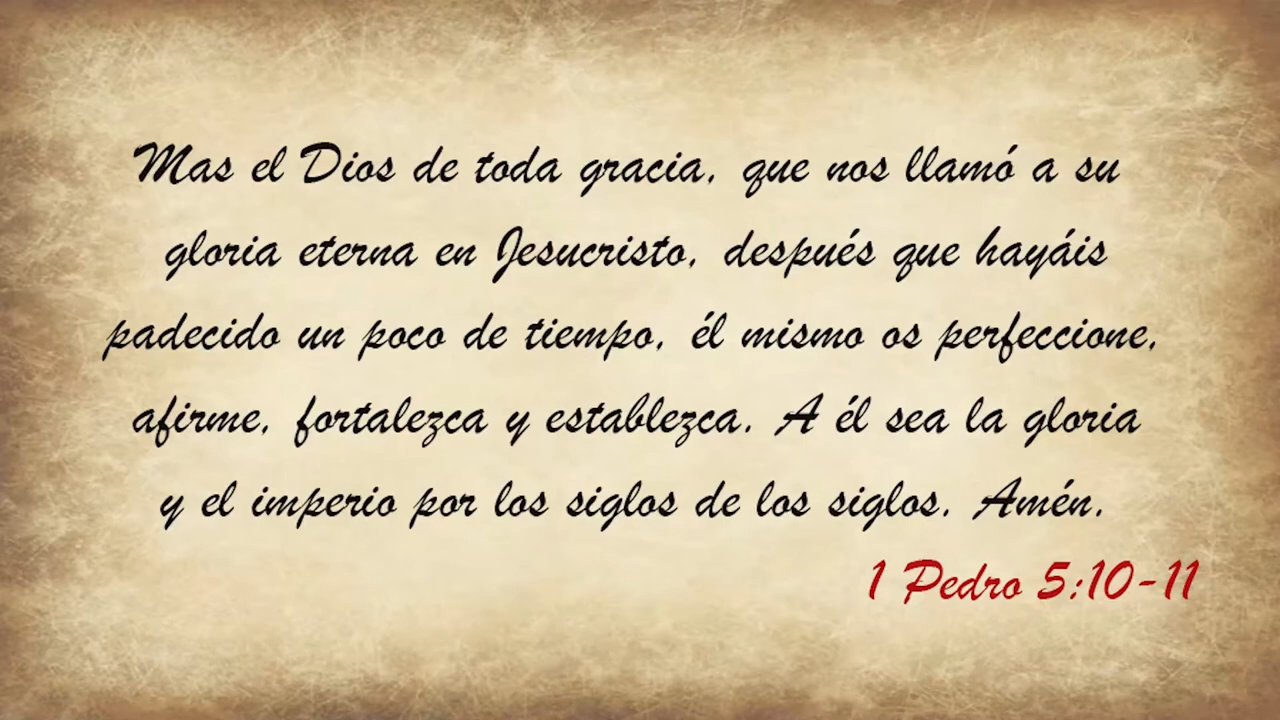 Mas el Dios de toda gracia, que nos llamó a su
gloria eterna en Jesucristo, después que hayáis
padecido un poco de tiempo, él mismo os perfeccione,
afirme, fortalezca y establezca. A él sea la gloria
y el imperio por los siglos de los siglos. Amén.
1 Pedro 5:10-11